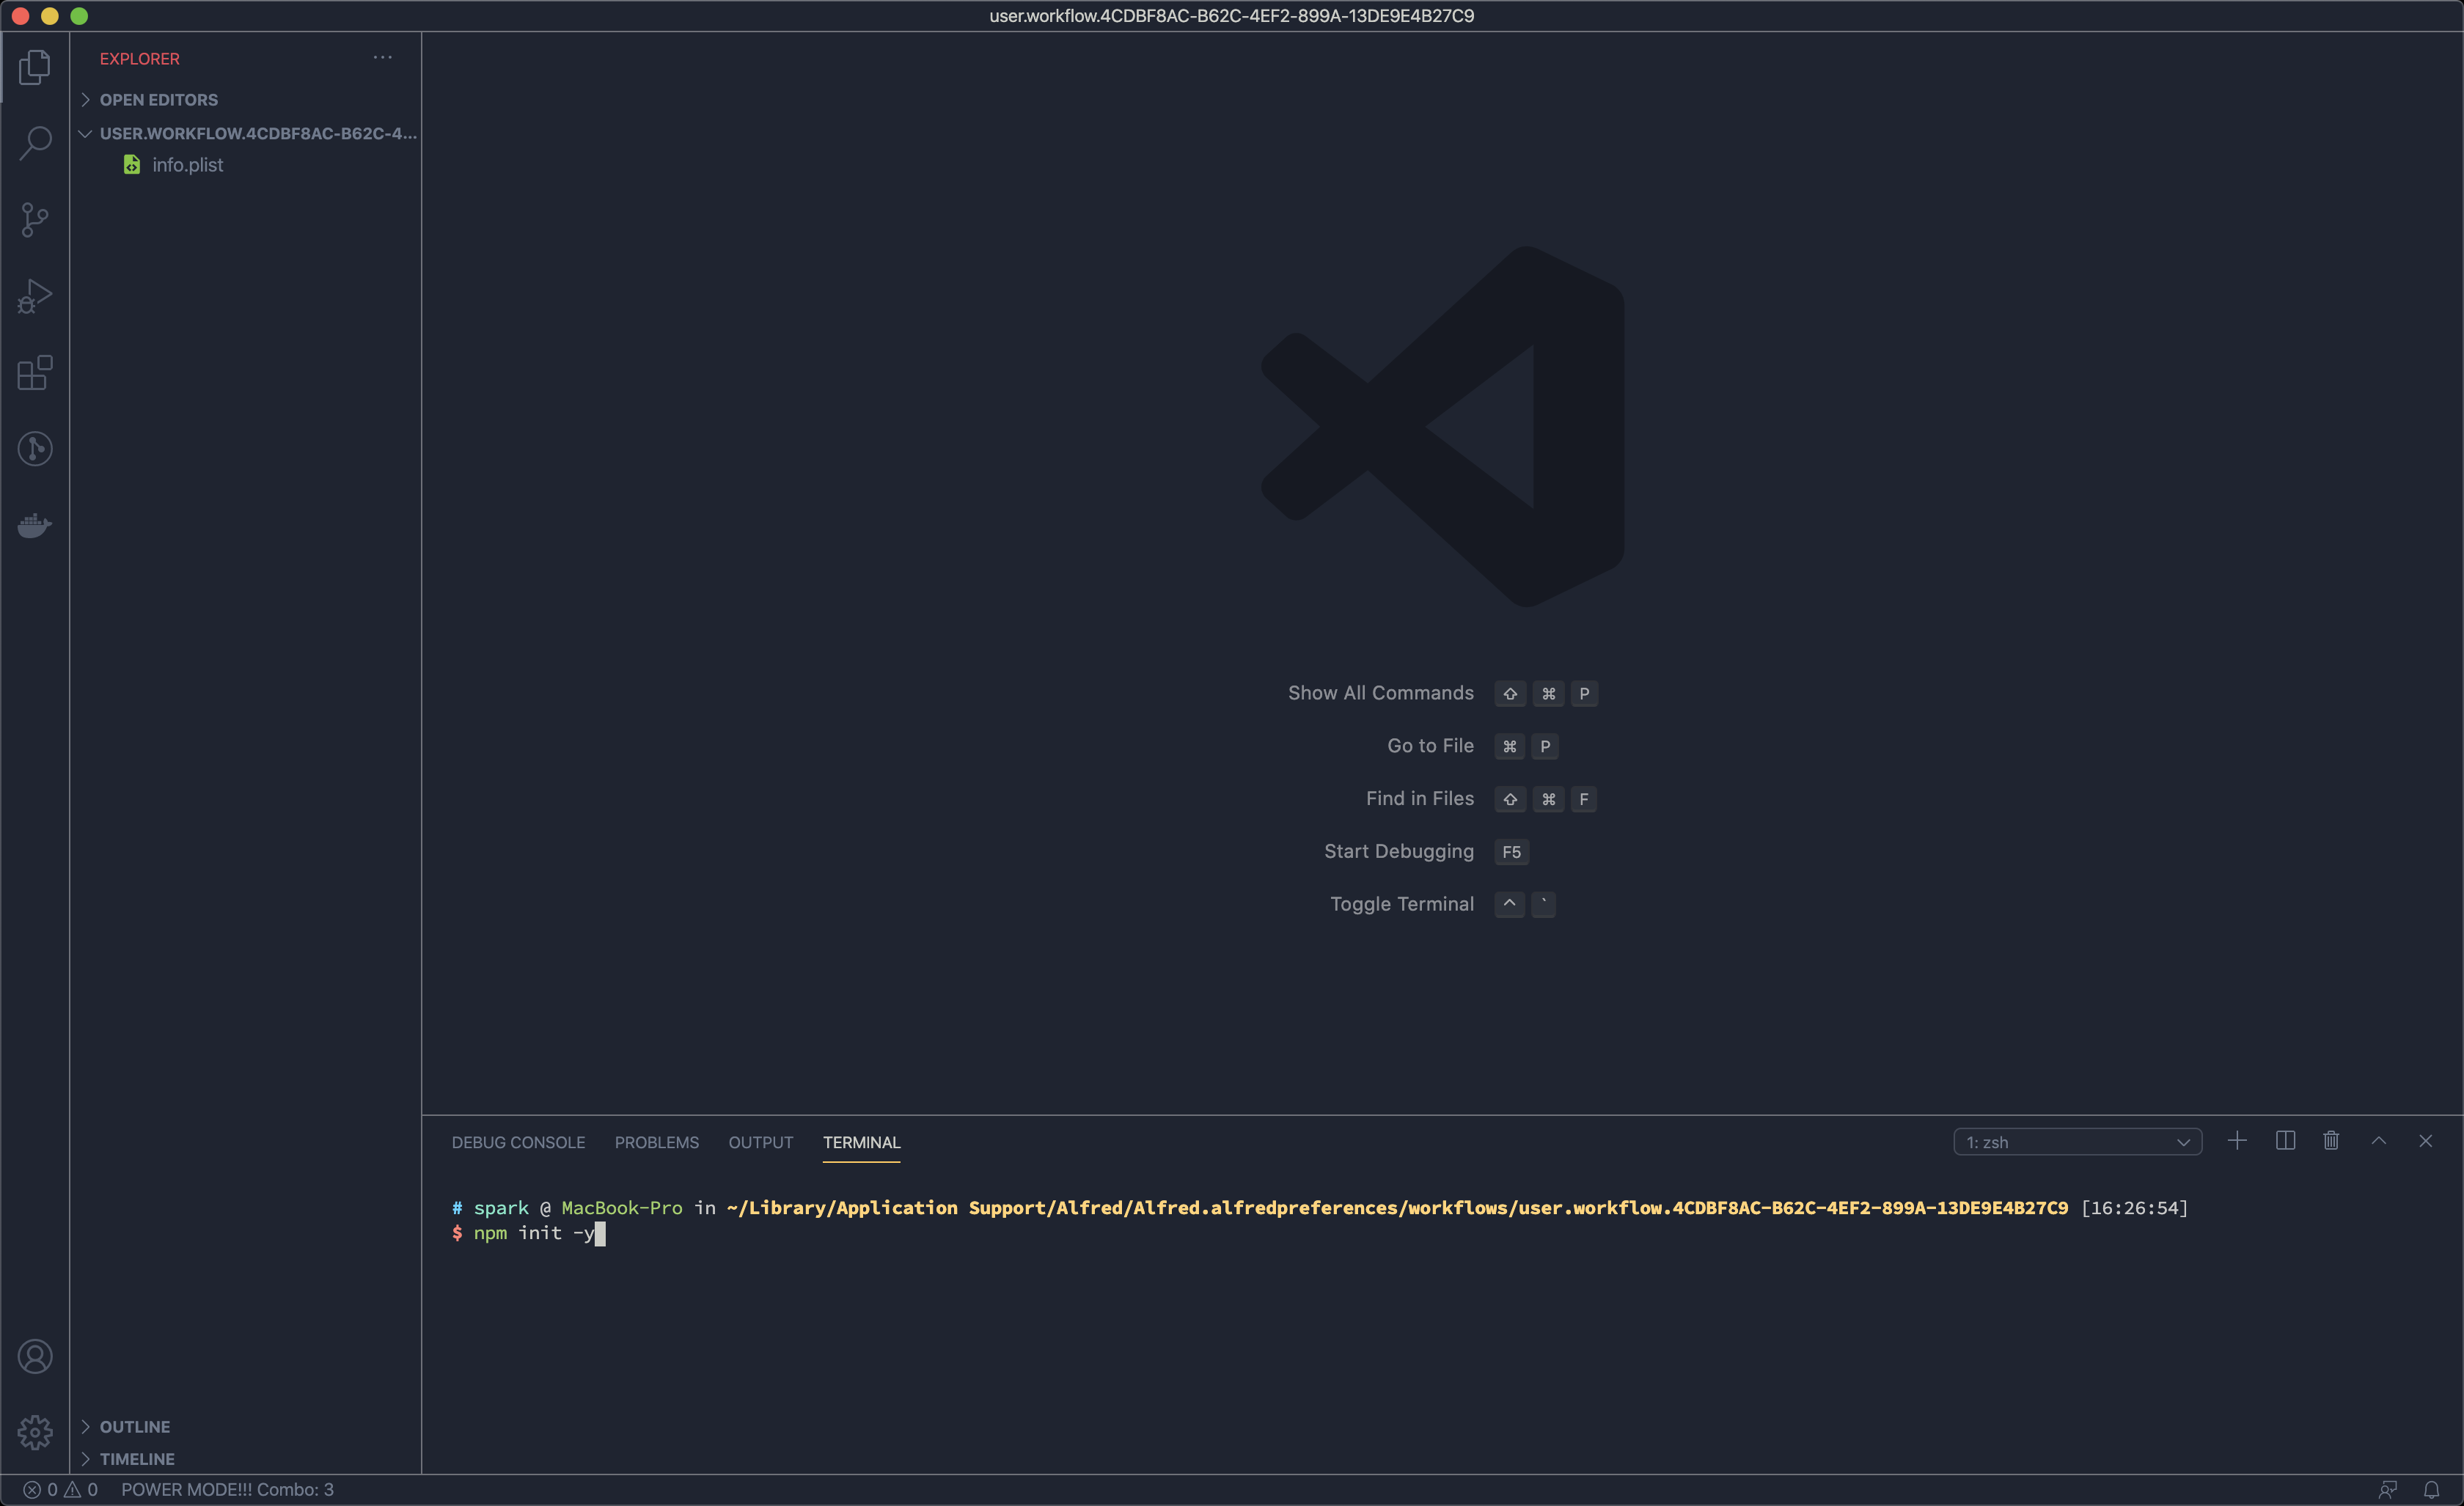 user.workflow.4CDBF8AC-B62C-4EF2-899A-13DE9E4B27C9
EXPLORER
OPEN EDITORS
USER.WORKFLOW.4CDBF8AC-B62C-4...
info.plist
Show All Commands ⇧ ⌘ P
Go to File ⌘ P
Find in Files ⇧ ⌘ F
Start Debugging F5
Toggle Terminal ^ `
DEBUG CONSOLE PROBLEMS OUTPUT TERMINAL 1: zsh
# spark @ MacBook-Pro in ~/Library/Application Support/Alfred/Alfred.alfredpreferences/workflows/user.workflow.4CDBF8AC-B62C-4EF2-899A-13DE9E4B27C9 [16:26:54]
$ npm init -y
OUTLINE
TIMELINE
0 0 POWER MODE!!! Combo: 3